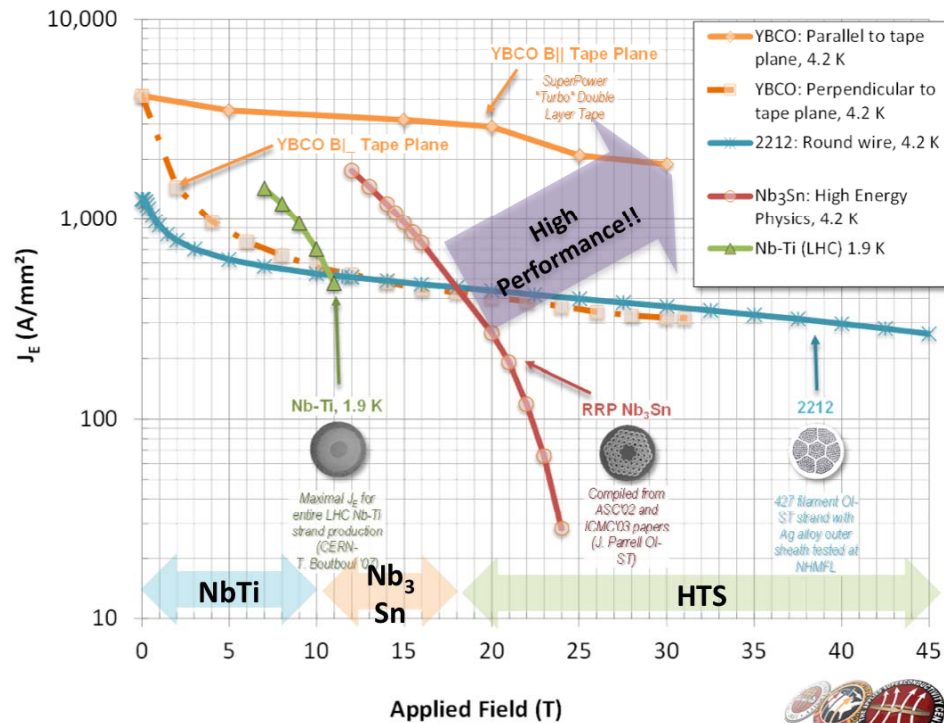 10,000
1,000
100
10
J_E (A/mm²)
0 5 10 15 20 25 30 35 40 45
Applied Field (T)
YBCO: Parallel to tape
plane, 4.2 K
YBCO: Perpendicular to
tape plane, 4.2 K
2212: Round wire, 4.2 K
Nb₃Sn: High Energy
Physics, 4.2 K
Nb-Ti (LHC) 1.9 K
YBCO B|| Tape Plane
SuperPower
"Turbo" Double
Layer Tape
YBCO B|_ Tape Plane
High
Performance!!
Nb-Ti, 1.9 K
Maximal J_E for
entire LHC Nb-Ti
strand production
(CERN-
T. Boutboul '07)
RRP Nb₃Sn
Compiled from
ASC'02 and
ICMC'03 papers
(J. Parrell OI-
ST)
2212
427 filament OI-
ST strand with
Ag alloy outer
sheath tested at
NHMFL
NbTi
Nb₃
Sn
HTS